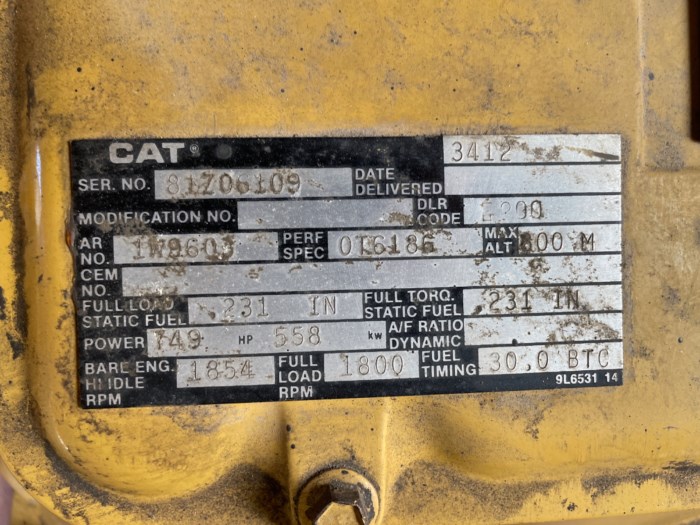 CAT® 3412
SER. NO. 81Z06109 DATE DELIVERED
MODIFICATION NO. DLR CODE
AR NO. 1W9603 PERF SPEC 0T6186 MAX ALT M
CEM NO.
FULL LOAD STATIC FUEL .231 IN FULL TORQ. STATIC FUEL .231 IN
POWER 749 HP 558 KW A/F RATIO DYNAMIC
BARE ENG. HI IDLE RPM 1854 FULL LOAD RPM 1800 FUEL TIMING 30.0 BTC
9L6531 14